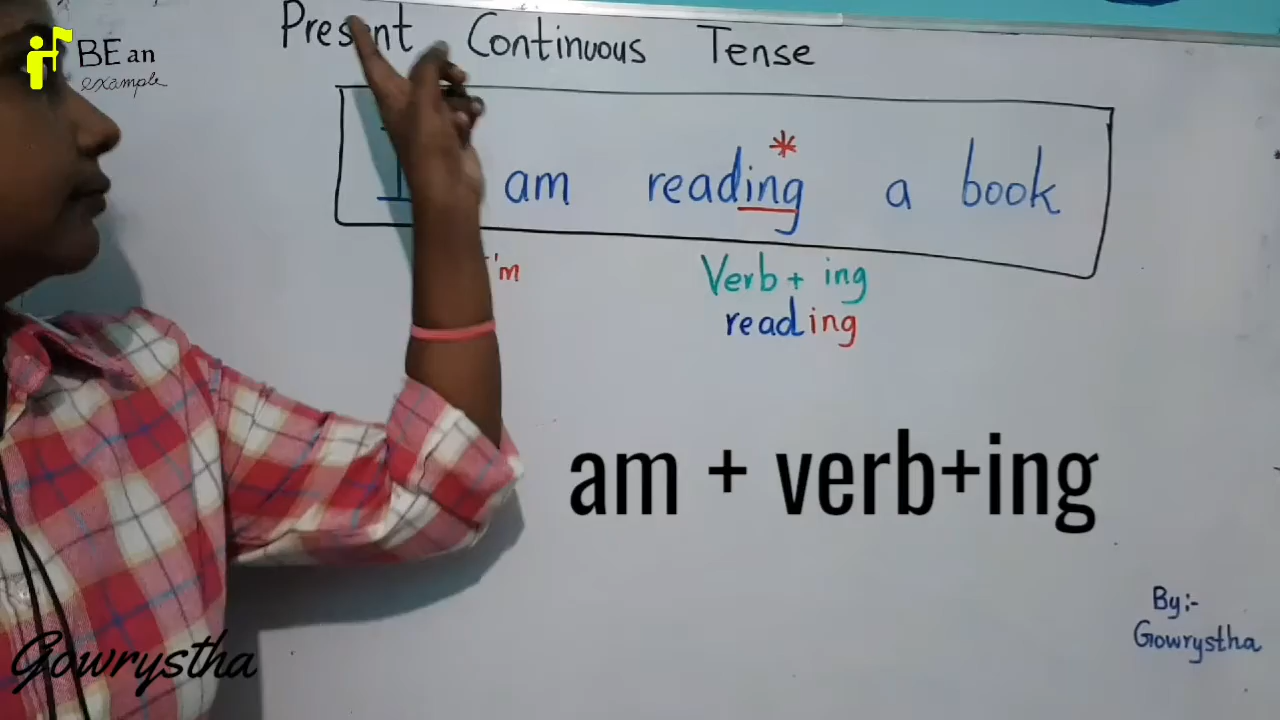 Present Continuous Tense
BE an
example
I am reading* a book
'm
Verb + ing
reading
am + verb+ing
By:-
Gowrystha
Gowrystha